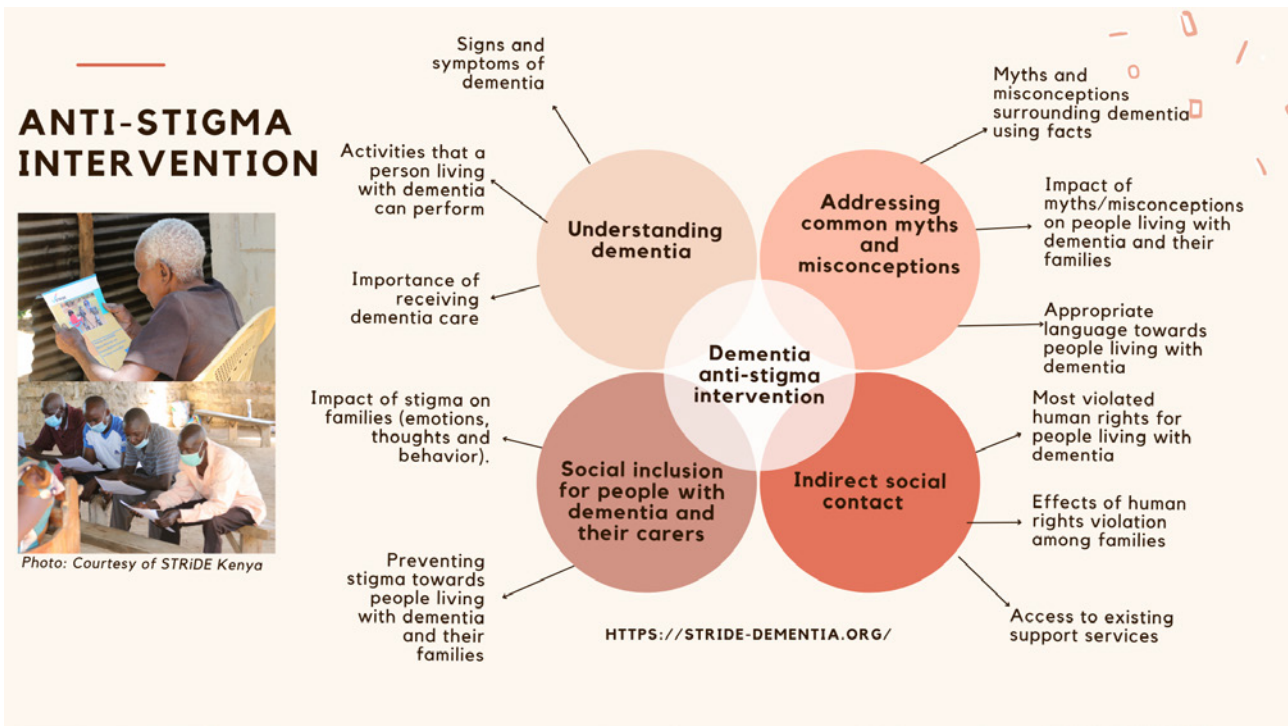 ANTI-STIGMA
INTERVENTION
Photo: Courtesy of STRiDE Kenya
Signs and
symptoms of
dementia
Activities that a
person living
with dementia
can perform
Importance of
receiving
dementia care
Impact of stigma on
families (emotions,
thoughts and
behavior).
Preventing
stigma towards
people living
with dementia
and their
families
Understanding
dementia
Addressing
common myths
and
misconceptions
Dementia
anti-stigma
intervention
Social inclusion
for people with
dementia and
their carers
Indirect social
contact
Myths and
misconceptions
surrounding dementia
using facts
Impact of
myths/misconceptions
on people living with
dementia and their
families
Appropriate
language towards
people living with
dementia
Most violated
human rights for
people living with
dementia
Effects of human
rights violation
among families
Access to existing
support services
HTTPS://STRIDE-DEMENTIA.ORG/